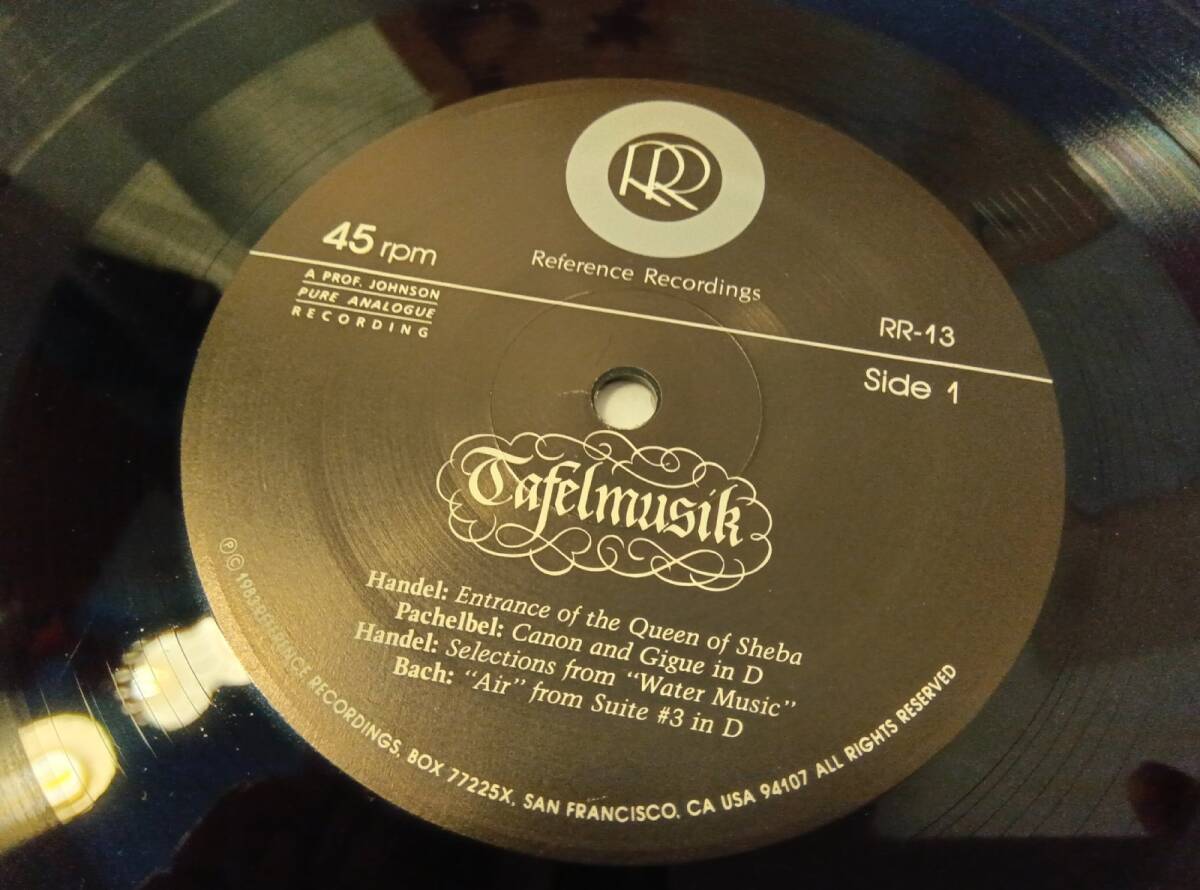 RR
Reference Recordings
45 rpm
A PROF. JOHNSON
PURE ANALOGUE
RECORDING
RR-13
Side 1
Tafelmusik
Handel: Entrance of the Queen of Sheba
Pachelbel: Canon and Gigue in D
Handel: Selections from "Water Music"
Bach: "Air" from Suite #3 in D
RECORDINGS, BOX 77225X, SAN FRANCISCO, CA USA 94107 ALL RIGHTS RESERVED